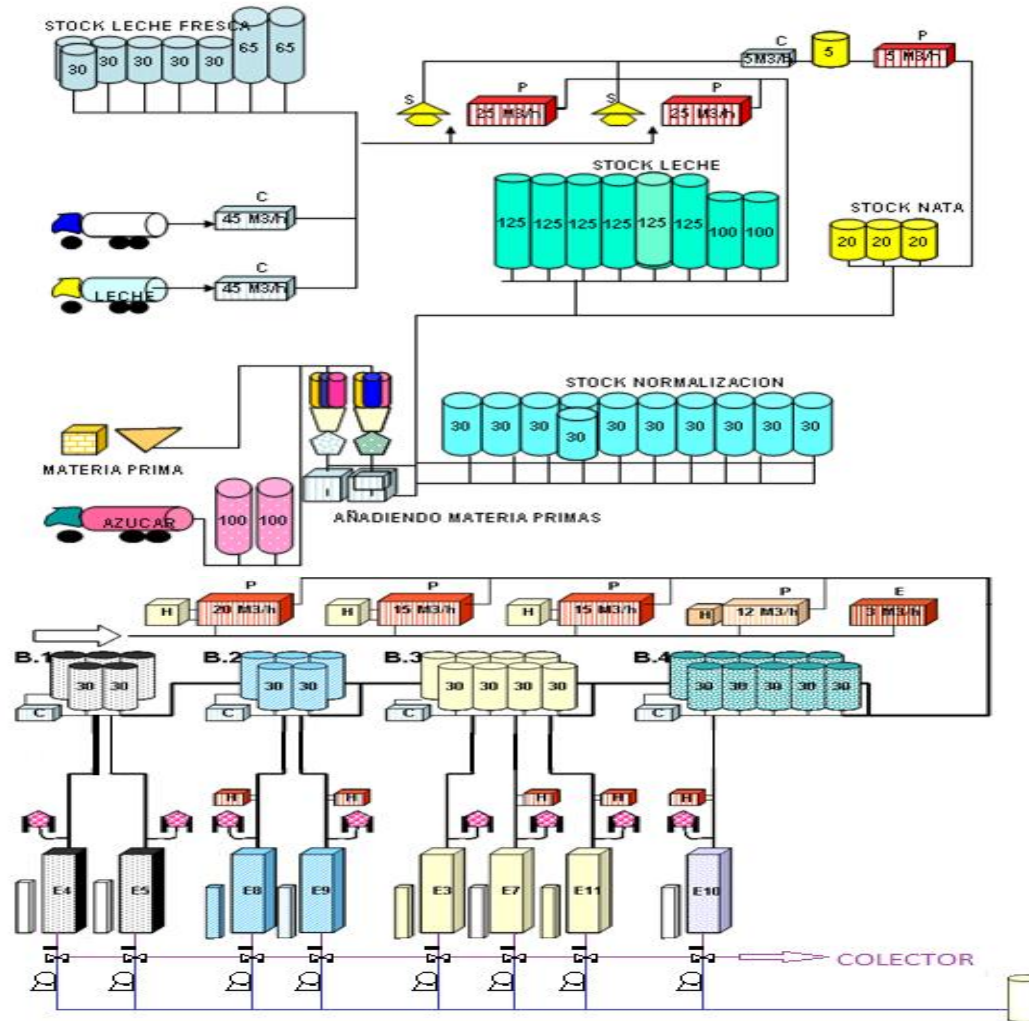 STOCK LECHE FRESCA
65 65
30 30 30 30 30
C 5 P
5M3/H 5 M3/h
S P S P
25 M3/h 25 M3/h
STOCK LECHE
125 125 125 125 125 125 100 100
STOCK NATA
20 20 20
C
45 M3/h
C
LECHE 45 M3/h
STOCK NORMALIZACION
30 30 30 30 30 30 30 30 30 30
MATERIA PRIMA
AZUCAR 100 100
AÑADIENDO MATERIA PRIMAS
P P P P E
H 20 M3/h H 15 M3/h H 15 M3/h H 12 M3/h 3 M3/h
B.1 B.2 B.3 B.4
30 30 30 30 30 30 30 30 30 30 30 30 30
C C C C
H H H H H
E4 E5 E8 E9 E3 E7 E11 E10
COLECTOR